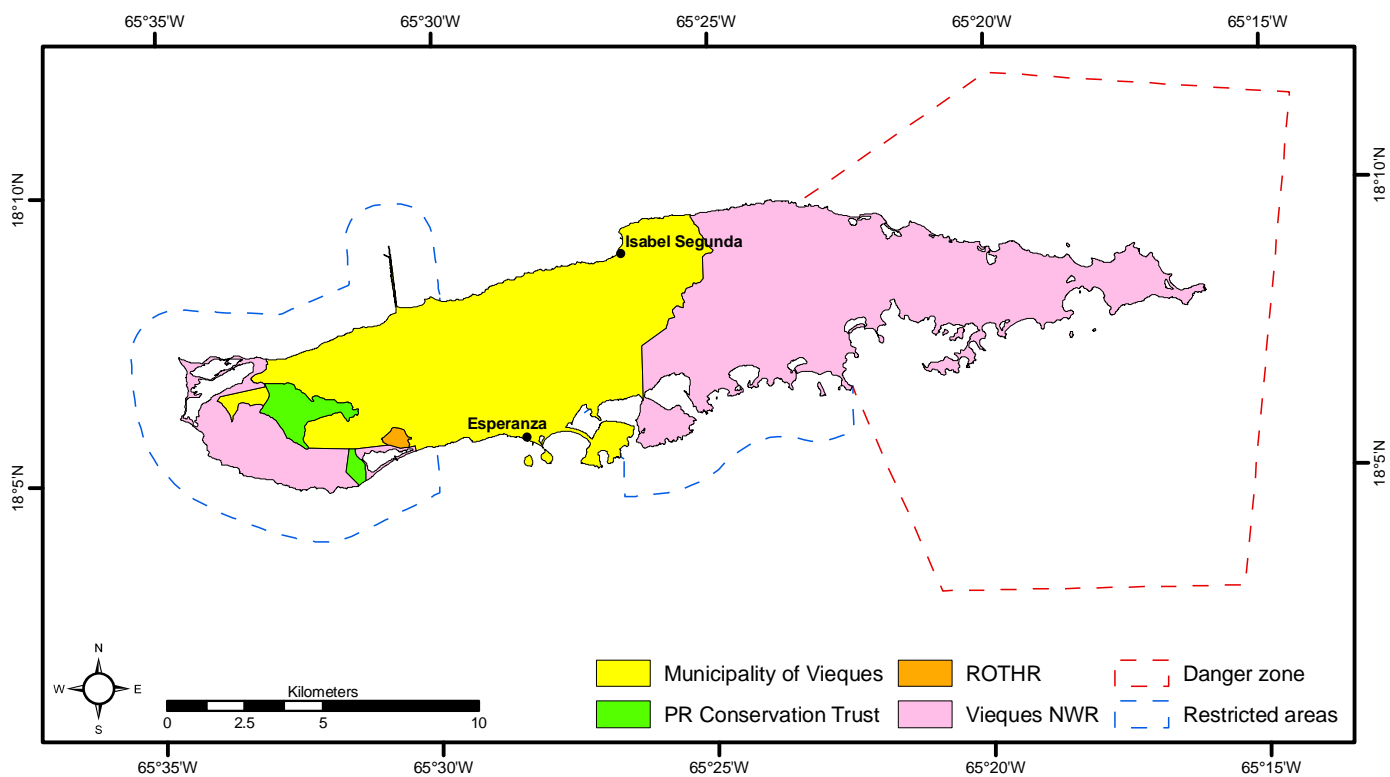 65°35'W 65°30'W 65°25'W 65°20'W 65°15'W
18°10'N 18°10'N
Isabel Segunda
Esperanza
18°5'N 18°5'N
N
W E
S
Kilometers
0 2.5 5 10
Municipality of Vieques ROTHR Danger zone
PR Conservation Trust Vieques NWR Restricted areas
65°35'W 65°30'W 65°25'W 65°20'W 65°15'W